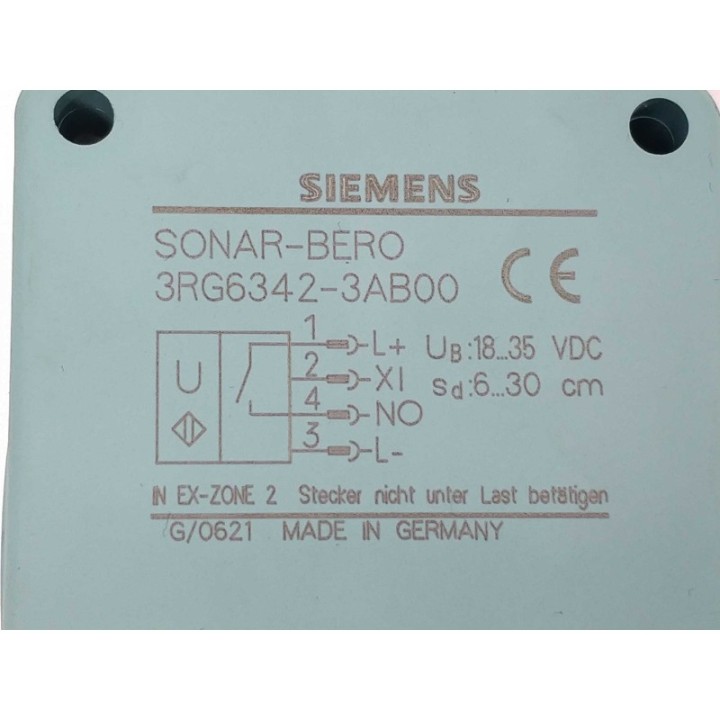 SIEMENS
SONAR-BERO
3RG6342-3AB00
CE
1 L+ UB:18...35 VDC
2 XI sd:6...30 cm
4 NO
3 L-
U
IN EX-ZONE 2 Stecker nicht unter Last betätigen
G/0621 MADE IN GERMANY